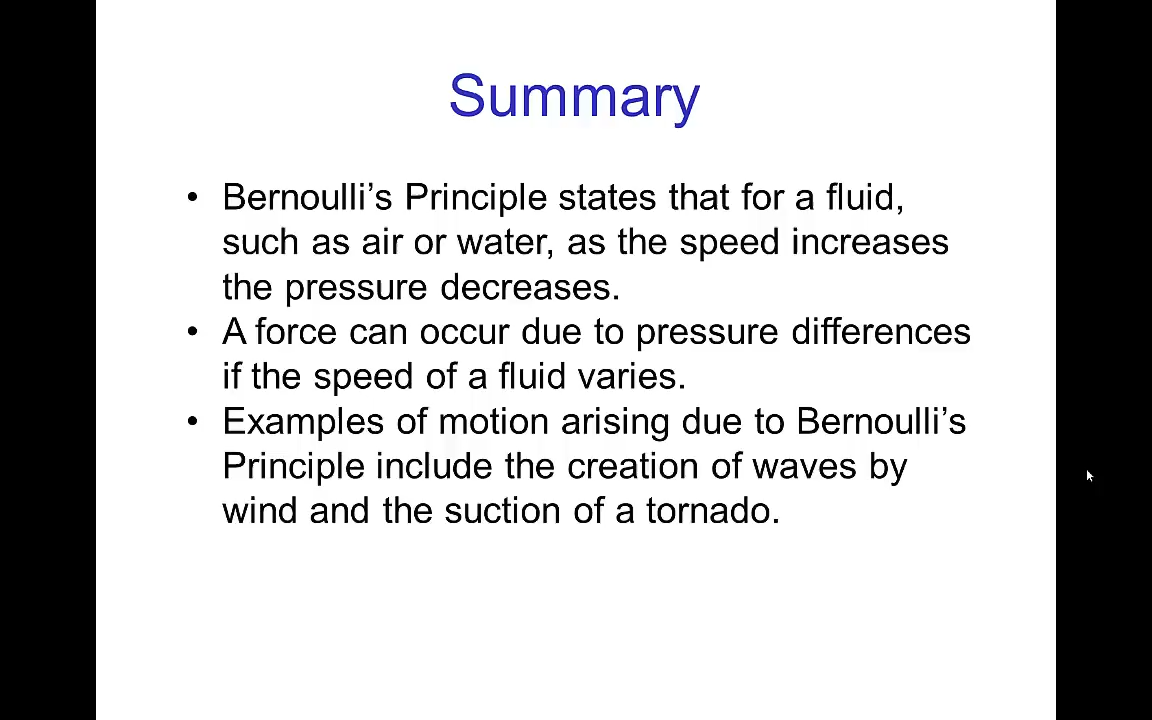 Summary
• Bernoulli’s Principle states that for a fluid,
such as air or water, as the speed increases
the pressure decreases.
• A force can occur due to pressure differences
if the speed of a fluid varies.
• Examples of motion arising due to Bernoulli’s
Principle include the creation of waves by
wind and the suction of a tornado.